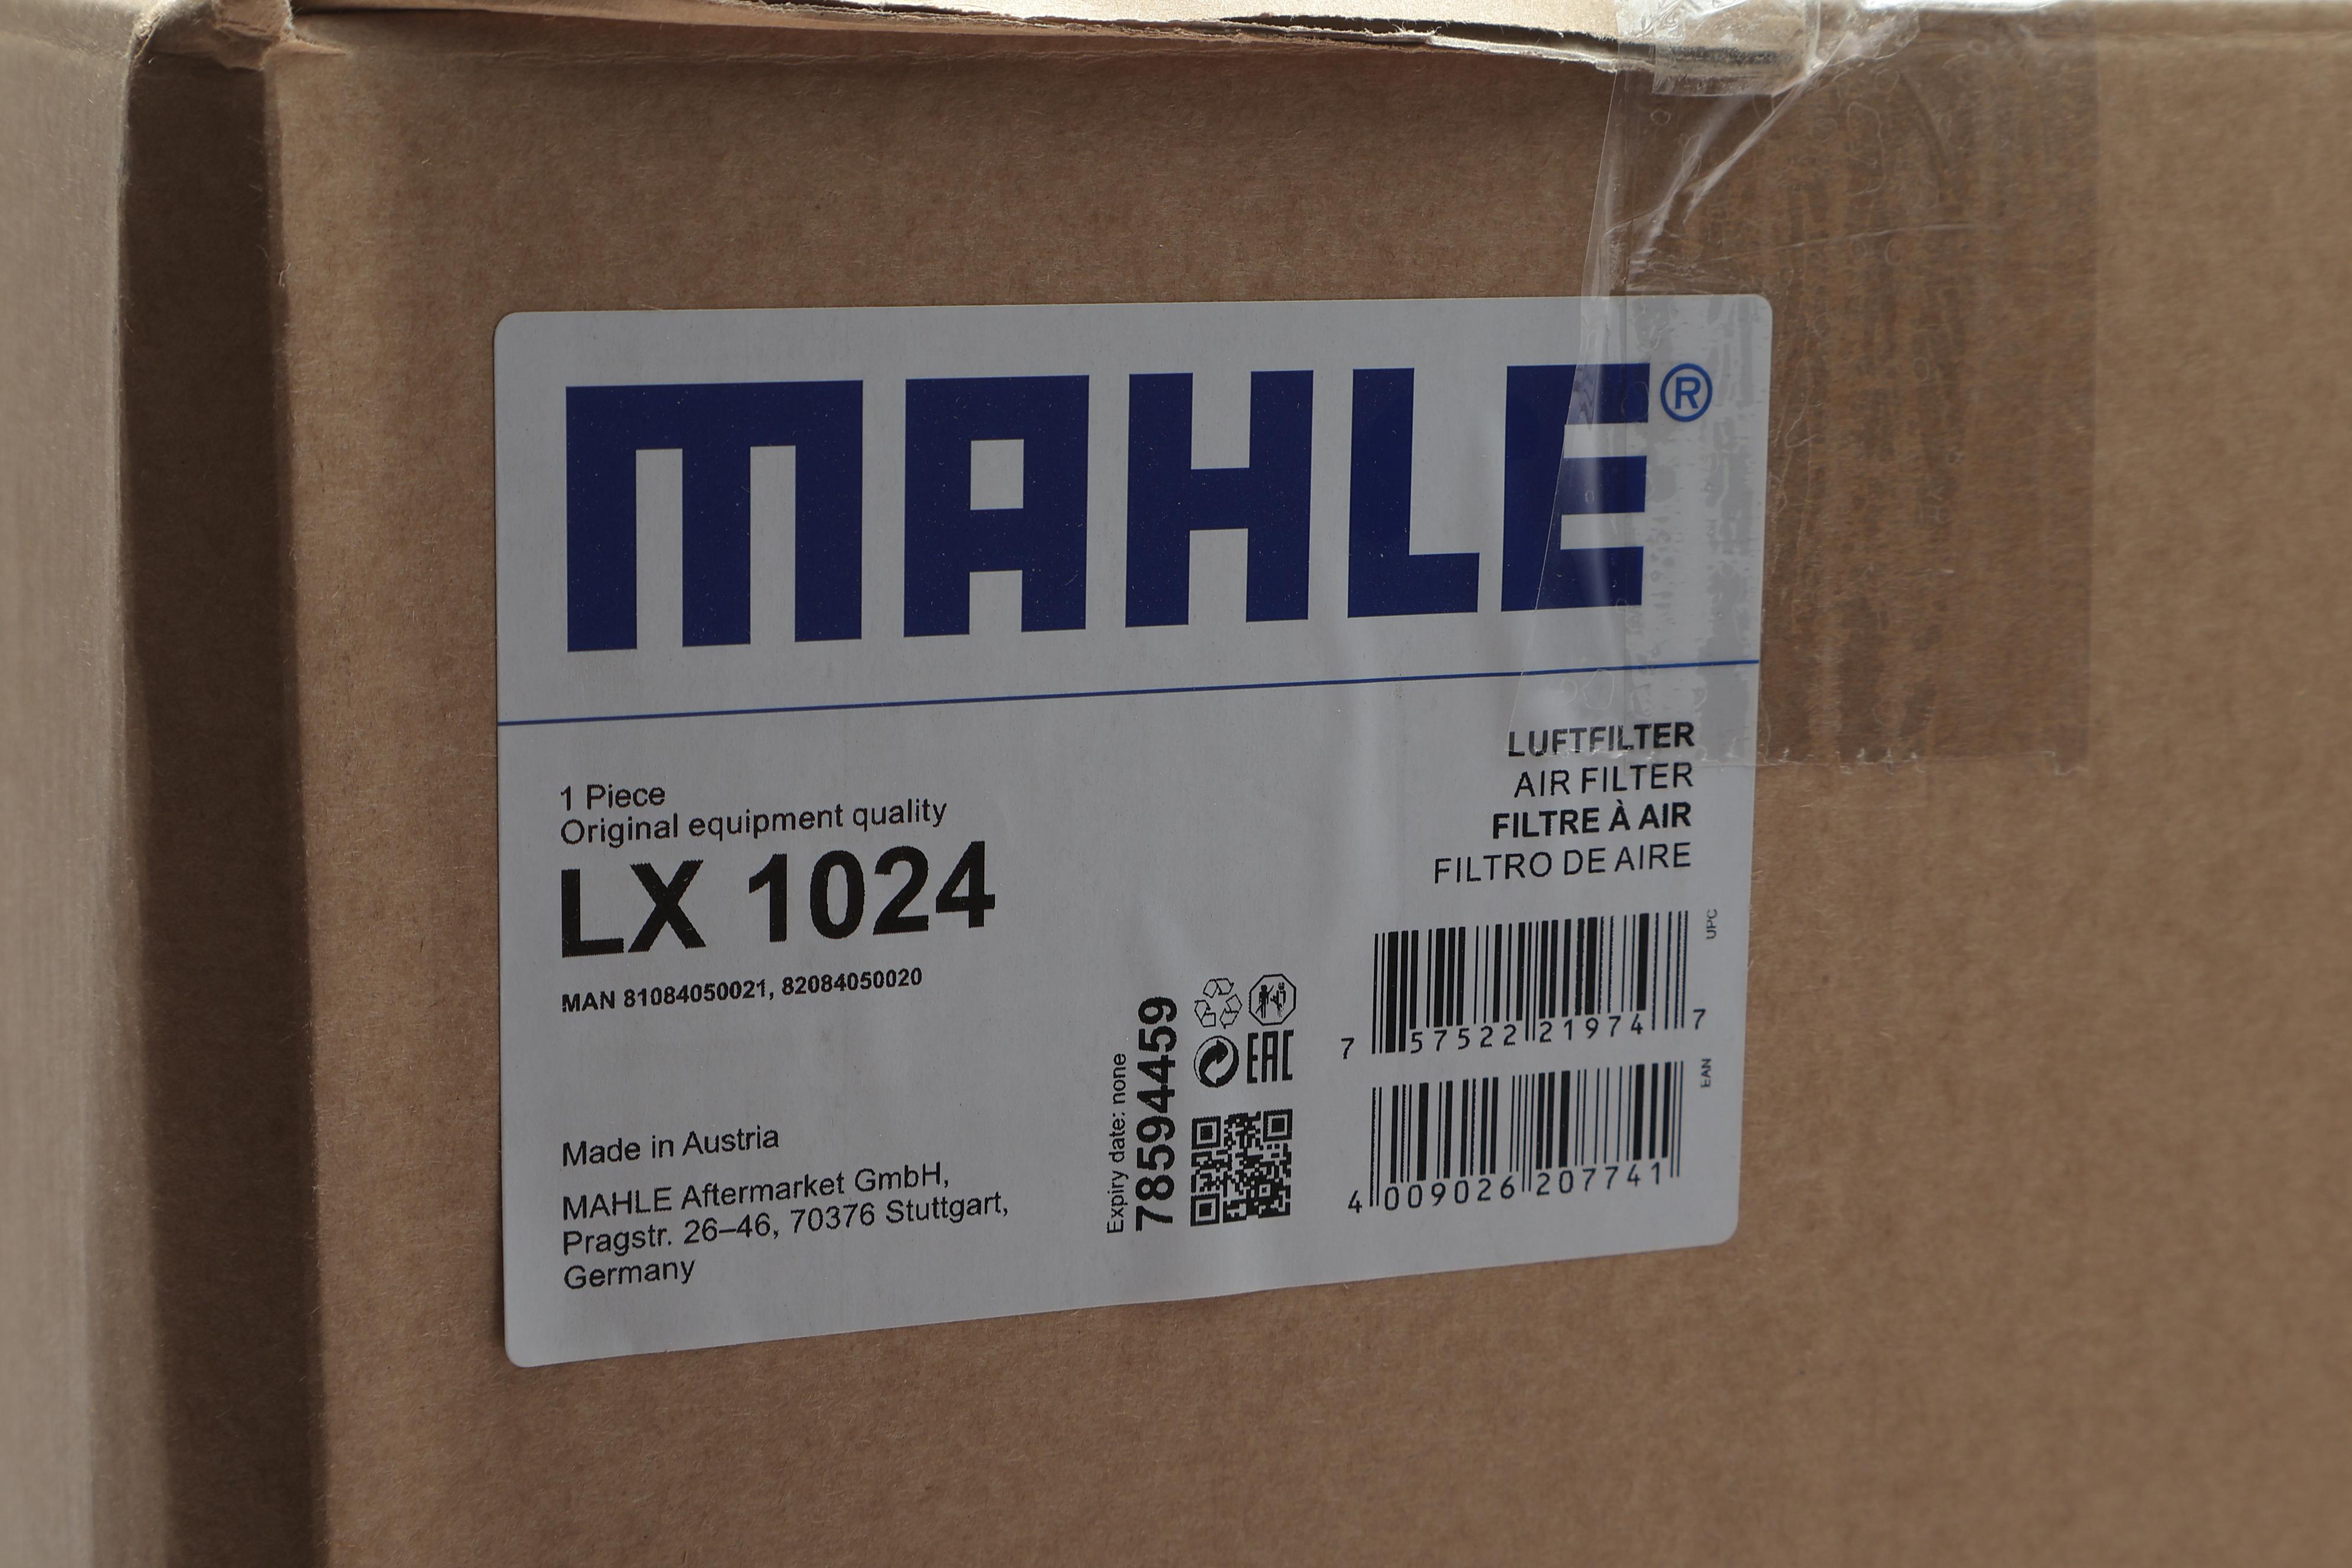 MAHLE®
1 Piece
Original equipment quality
LX 1024
MAN 81084050021, 82084050020
Made in Austria
MAHLE Aftermarket GmbH,
Pragstr. 26–46, 70376 Stuttgart,
Germany
Expiry date: none
78594459
EAC
LUFTFILTER
AIR FILTER
FILTRE À AIR
FILTRO DE AIRE
UPC
7 57522 21974 7
EAN
4 009026 207741